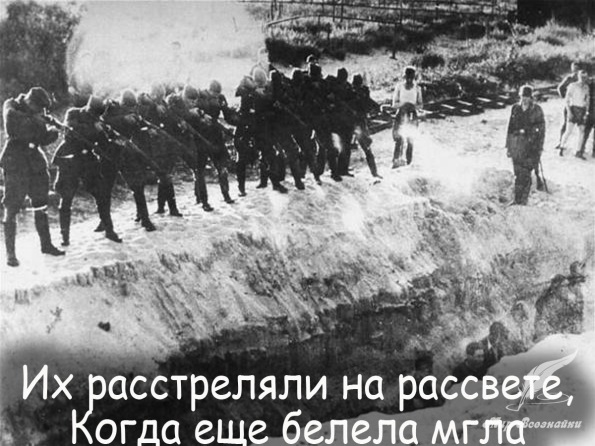 Их расстреляли на рассвете,
Когда еще белела мгла